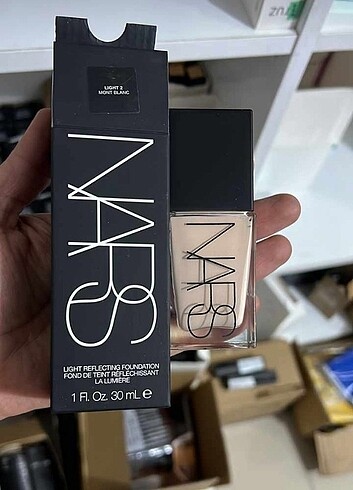 LIGHT 2
MONT BLANC
NARS
LIGHT REFLECTING FOUNDATION
FOND DE TEINT RÉFLÉCHISSANT
LA LUMIÈRE
1 Fl. Oz. 30 mL e
NARS